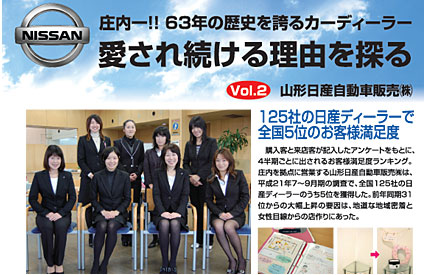 NISSAN
庄内一!! 63年の歴史を誇るカーディーラー
愛され続ける理由を探る
Vol.2 山形日産自動車販売㈱
125社の日産ディーラーで
全国5位のお客様満足度
購入客と来店客が記入したアンケートをもとに、
4半期ごとに出されるお客様満足度ランキング。
庄内を拠点に営業する山形日産自動車販売㈱は、
平成21年7〜9月期の調査で、全国125社の日
産ディーラーのうち5位を獲得した。前年同期31
位からの大幅上昇の要因は、地道な地域密着と
女性目線からの店作りにあった。